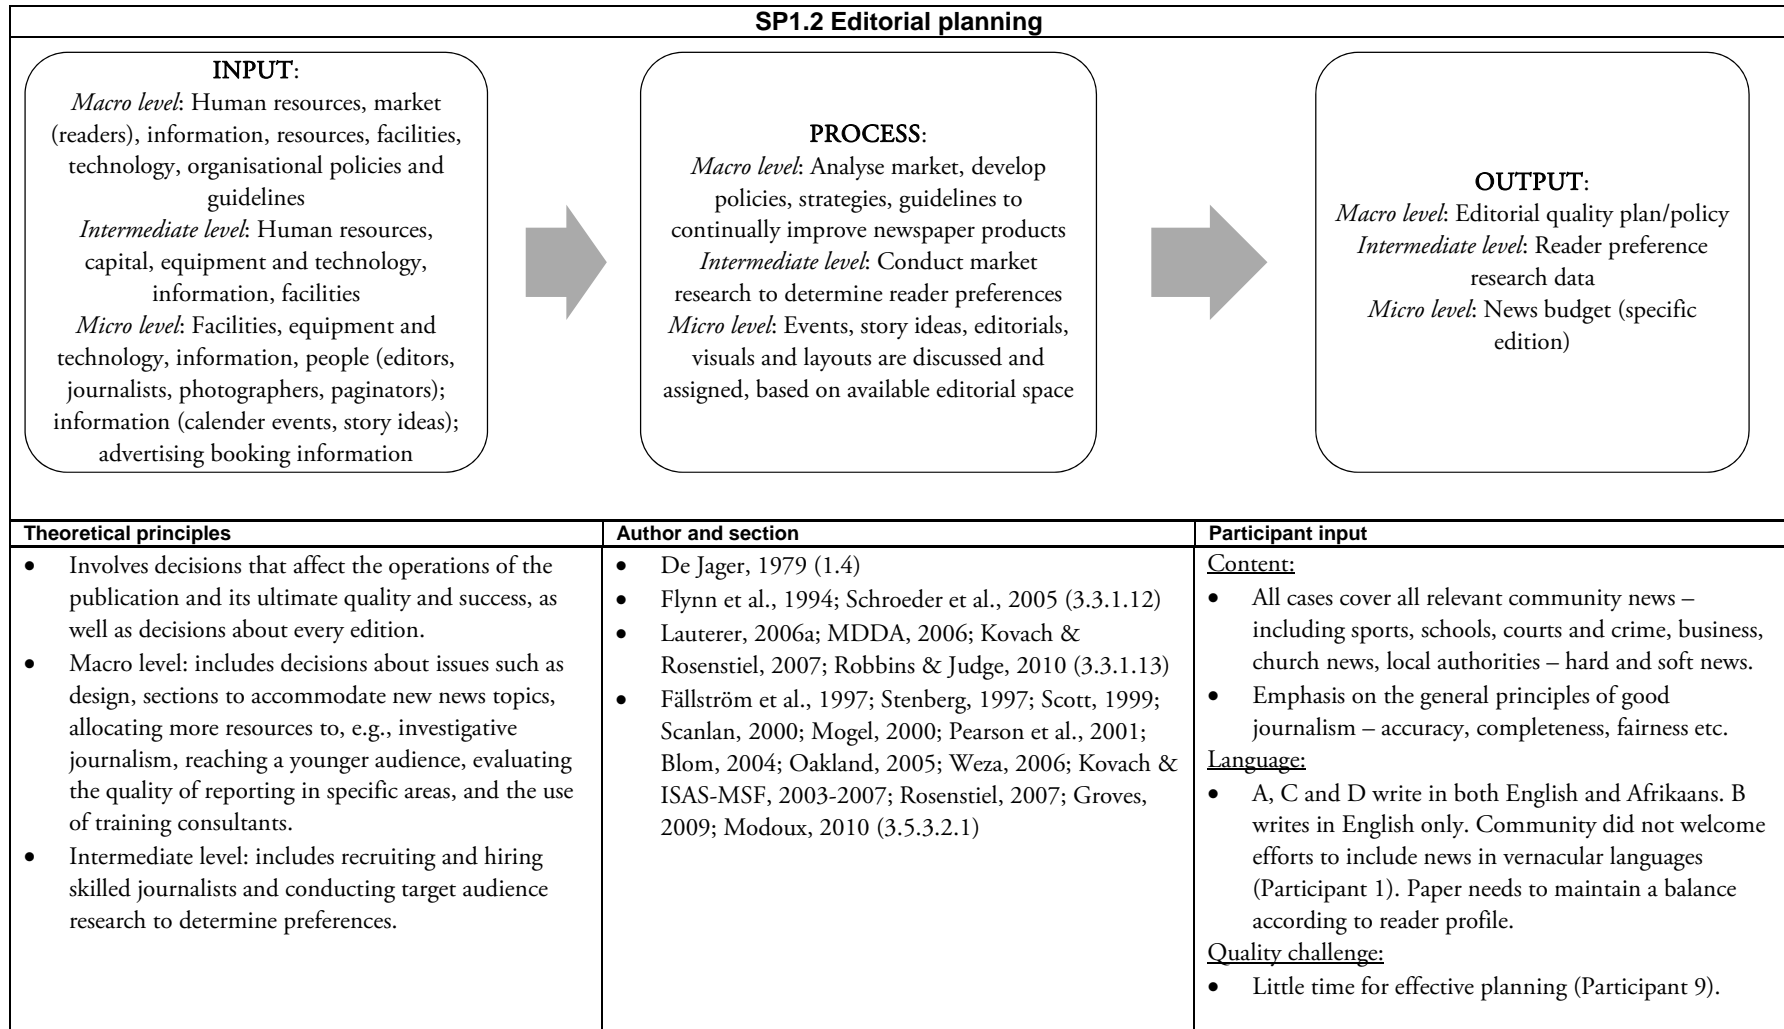 SP1.2 Editorial planning
INPUT:
Macro level: Human resources, market
(readers), information, resources, facilities,
technology, organisational policies and
guidelines
Intermediate level: Human resources,
capital, equipment and technology,
information, facilities
Micro level: Facilities, equipment and
technology, information, people (editors,
journalists, photographers, paginators);
information (calender events, story ideas);
advertising booking information
PROCESS:
Macro level: Analyse market, develop
policies, strategies, guidelines to
continually improve newspaper products
Intermediate level: Conduct market
research to determine reader preferences
Micro level: Events, story ideas, editorials,
visuals and layouts are discussed and
assigned, based on available editorial space
OUTPUT:
Macro level: Editorial quality plan/policy
Intermediate level: Reader preference
research data
Micro level: News budget (specific
edition)
Theoretical principles
• Involves decisions that affect the operations of the
publication and its ultimate quality and success, as
well as decisions about every edition.
• Macro level: includes decisions about issues such as
design, sections to accommodate new news topics,
allocating more resources to, e.g., investigative
journalism, reaching a younger audience, evaluating
the quality of reporting in specific areas, and the use
of training consultants.
• Intermediate level: includes recruiting and hiring
skilled journalists and conducting target audience
research to determine preferences.
Author and section
• De Jager, 1979 (1.4)
• Flynn et al., 1994; Schroeder et al., 2005 (3.3.1.12)
• Lauterer, 2006a; MDDA, 2006; Kovach &
Rosenstiel, 2007; Robbins & Judge, 2010 (3.3.1.13)
• Fällström et al., 1997; Stenberg, 1997; Scott, 1999;
Scanlan, 2000; Mogel, 2000; Pearson et al., 2001;
Blom, 2004; Oakland, 2005; Weza, 2006; Kovach &
ISAS-MSF, 2003-2007; Rosenstiel, 2007; Groves,
2009; Modoux, 2010 (3.5.3.2.1)
Participant input
Content:
• All cases cover all relevant community news –
including sports, schools, courts and crime, business,
church news, local authorities – hard and soft news.
• Emphasis on the general principles of good
journalism – accuracy, completeness, fairness etc.
Language:
• A, C and D write in both English and Afrikaans. B
writes in English only. Community did not welcome
efforts to include news in vernacular languages
(Participant 1). Paper needs to maintain a balance
according to reader profile.
Quality challenge:
• Little time for effective planning (Participant 9).